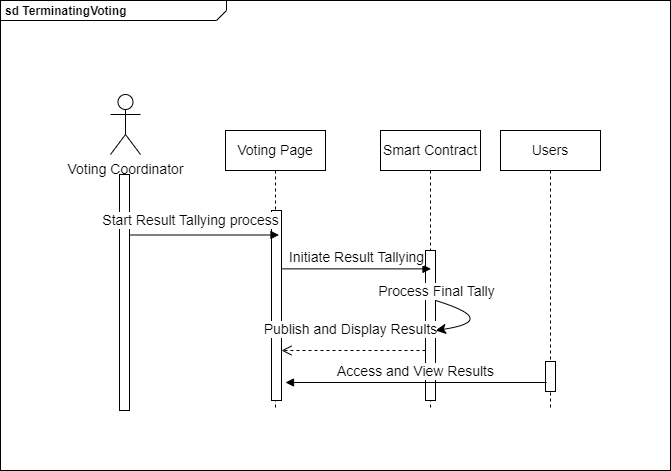 sd TerminatingVoting
Voting Coordinator
Voting Page
Smart Contract
Users
Start Result Tallying process
Initiate Result Tallying
Process Final Tally
Publish and Display Results
Access and View Results